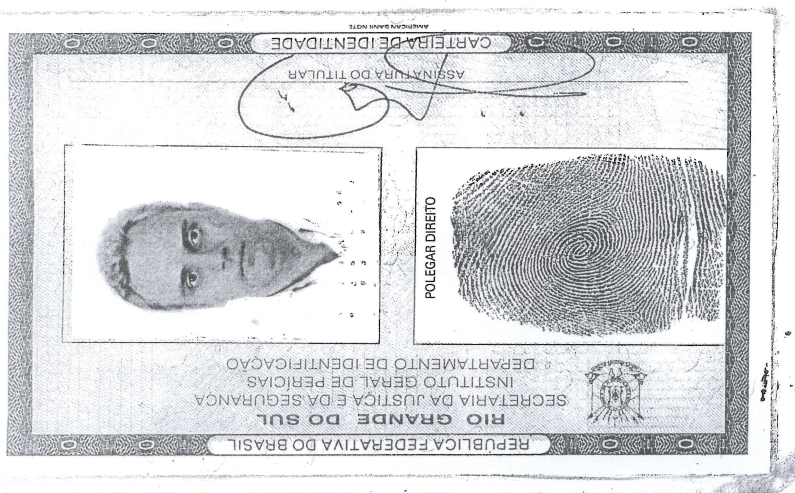 REPÚBLICA FEDERATIVA DO BRASIL
RIO GRANDE DO SUL
SECRETARIA DA JUSTIÇA E DA SEGURANÇA
INSTITUTO GERAL DE PERÍCIAS
DEPARTAMENTO DE IDENTIFICAÇÃO
POLEGAR DIREITO
ASSINATURA DO TITULAR
CARTEIRA DE IDENTIDADE
AMERICAN BANK NOTE